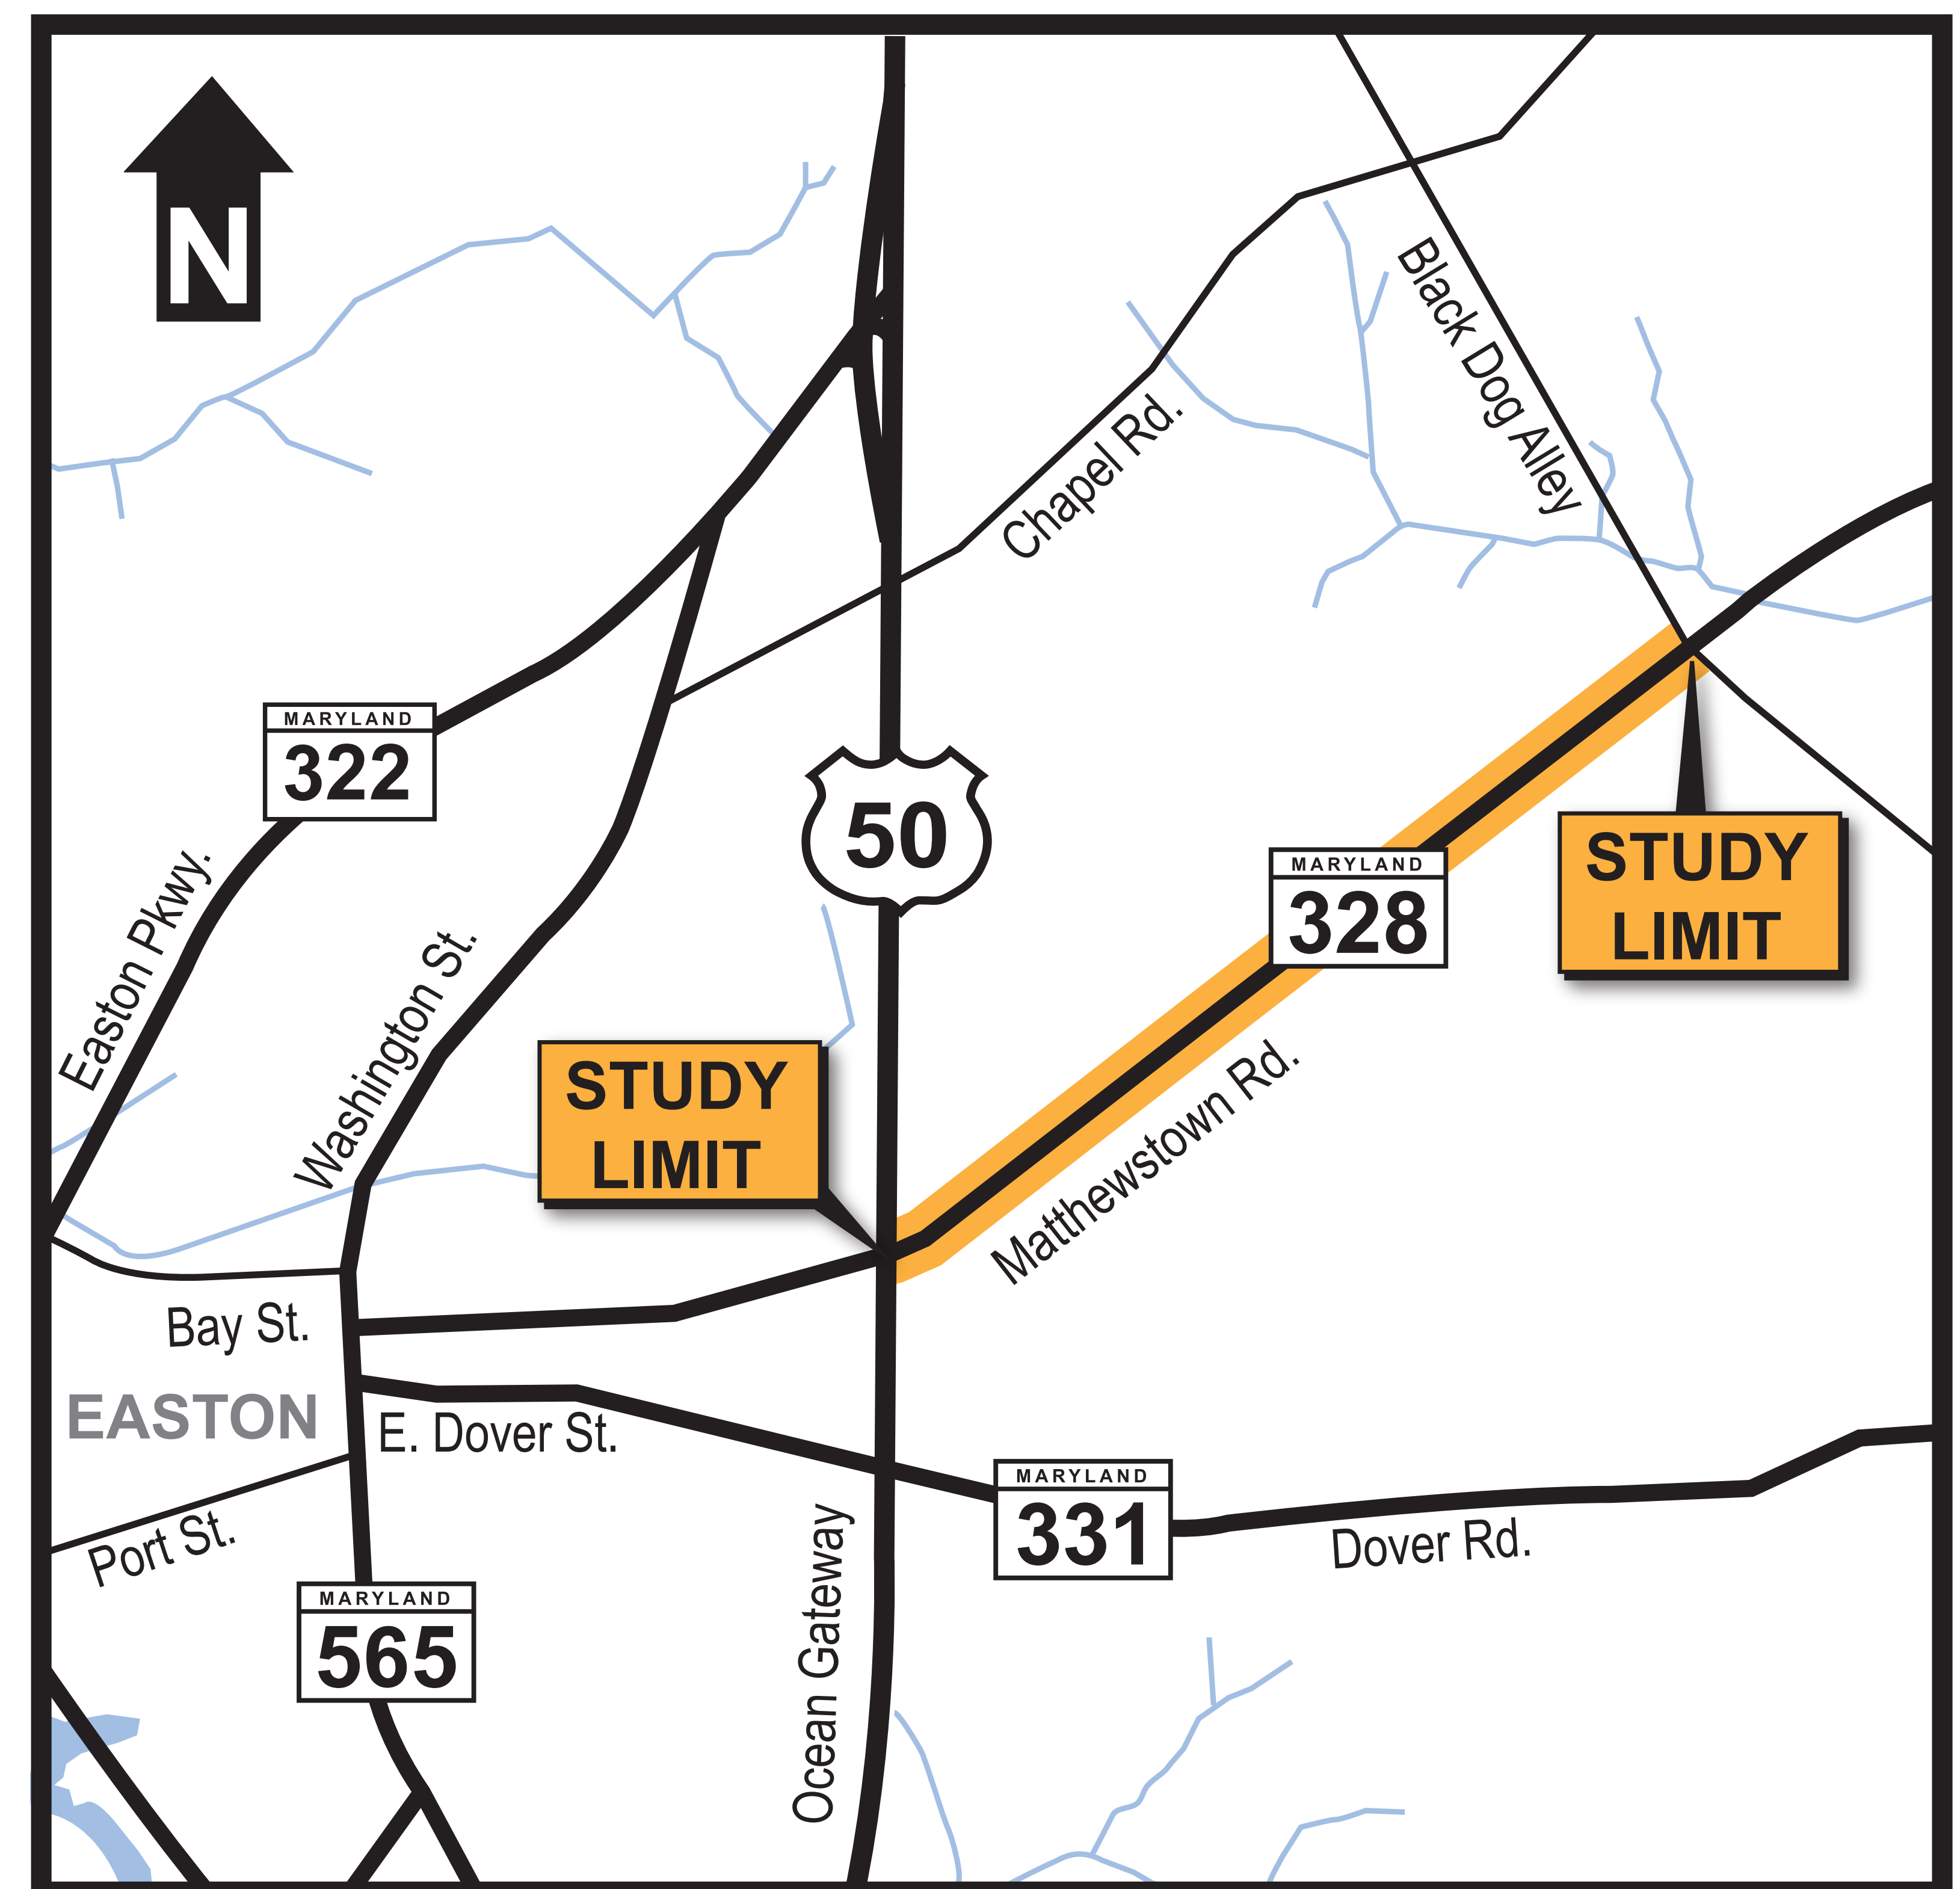 N
Black Dog Alley
Chapel Rd.
MARYLAND
322
50
STUDY
LIMIT
MARYLAND
328
Easton Pkwy.
Washington St.
STUDY
LIMIT
Matthewstown Rd.
Bay St.
EASTON
E. Dover St.
MARYLAND
331
Dover Rd.
Port St.
Ocean Gateway
MARYLAND
565